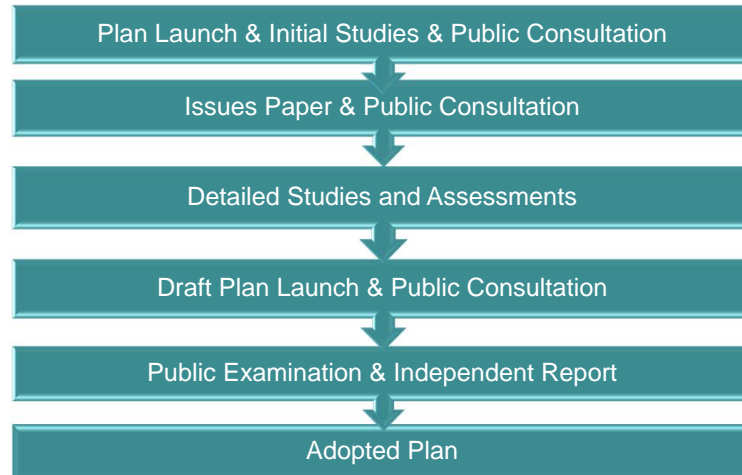 Plan Launch & Initial Studies & Public Consultation
Issues Paper & Public Consultation
Detailed Studies and Assessments
Draft Plan Launch & Public Consultation
Public Examination & Independent Report
Adopted Plan